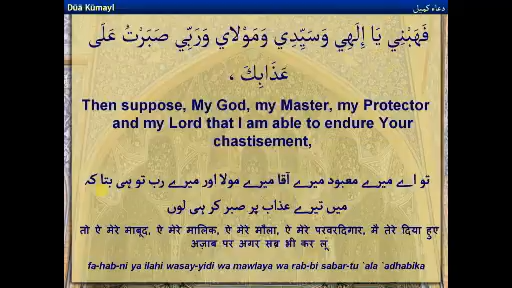 Düâ Kümayl
دعاء كميل
فَهَبْنِي يَا إِلَهِي وَسَيِّدِي وَمَوْلاَي وَرَبِّي صَبَرْتُ عَلَى
عَذَابِكَ ،
Then suppose, My God, my Master, my Protector
and my Lord that I am able to endure Your
chastisement,
تو اے میرے معبود میرے آقا میرے مولا اور میرے رب تو ہی بتا کہ
میں تیرے عذاب پر صبر کر ہی لوں
तो ऐ मेरे माबूद, ऐ मेरे मालिक, ऐ मेरे मौला, ऐ मेरे परवरदिगार, मै तेरे दिया हुए
अज़ाब पर अगर सब्र भी कर लू
fa-hab-ni ya ilahi wasay-yidi wa mawlaya wa rab-bi sabar-tu `ala `adhabika